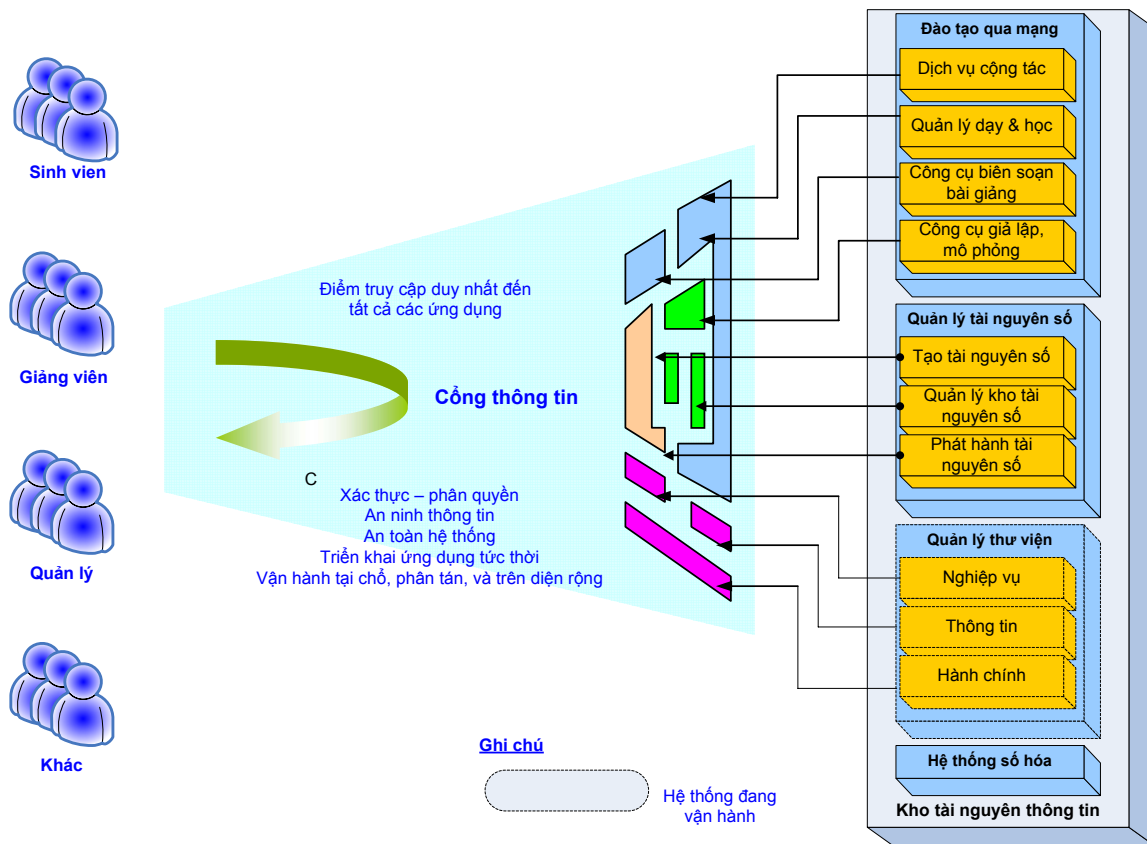 Sinh vien
Giảng viên
Quản lý
Khác
Điểm truy cập duy nhất đến
tất cả các ứng dụng
Cổng thông tin
C
Xác thực – phân quyền
An ninh thông tin
An toàn hệ thống
Triển khai ứng dụng tức thời
Vận hành tại chổ, phân tán, và trên diện rộng
Ghi chú
Hệ thống đang
vận hành
Đào tạo qua mạng
Dịch vụ cộng tác
Quản lý dạy & học
Công cụ biên soạn
bài giảng
Công cụ giả lập,
mô phỏng
Quản lý tài nguyên số
Tạo tài nguyên số
Quản lý kho tài
nguyên số
Phát hành tài
nguyên số
Quản lý thư viện
Nghiệp vụ
Thông tin
Hành chính
Hệ thống số hóa
Kho tài nguyên thông tin